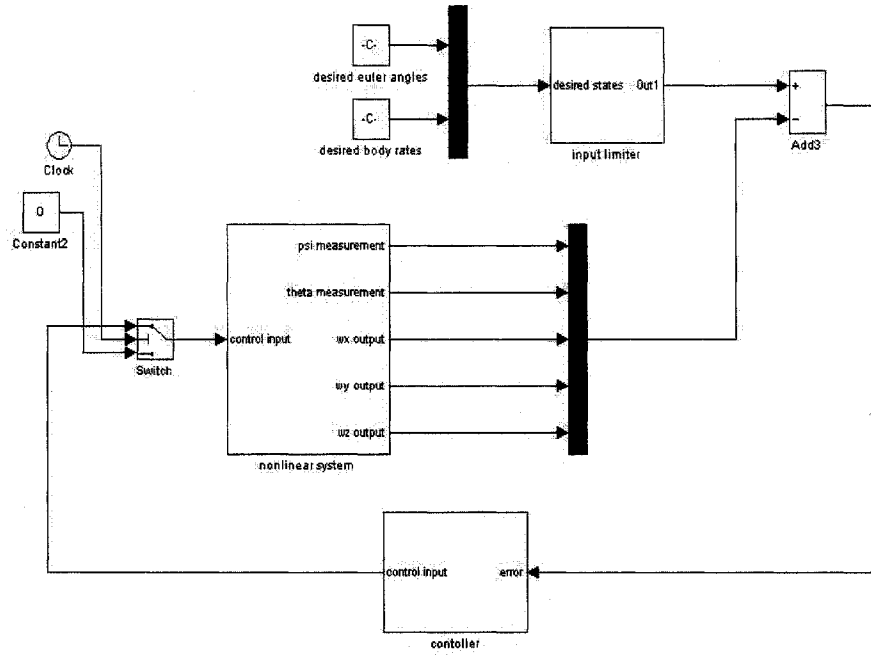 -C-
desired euler angles
-C-
desired body rates
desired states
Out1
input limiter
+
-
Add3
Clock
0
Constant2
Switch
control input
psi measurement
theta measurement
wx output
wy output
wz output
nonlinear system
control input
error
contoller